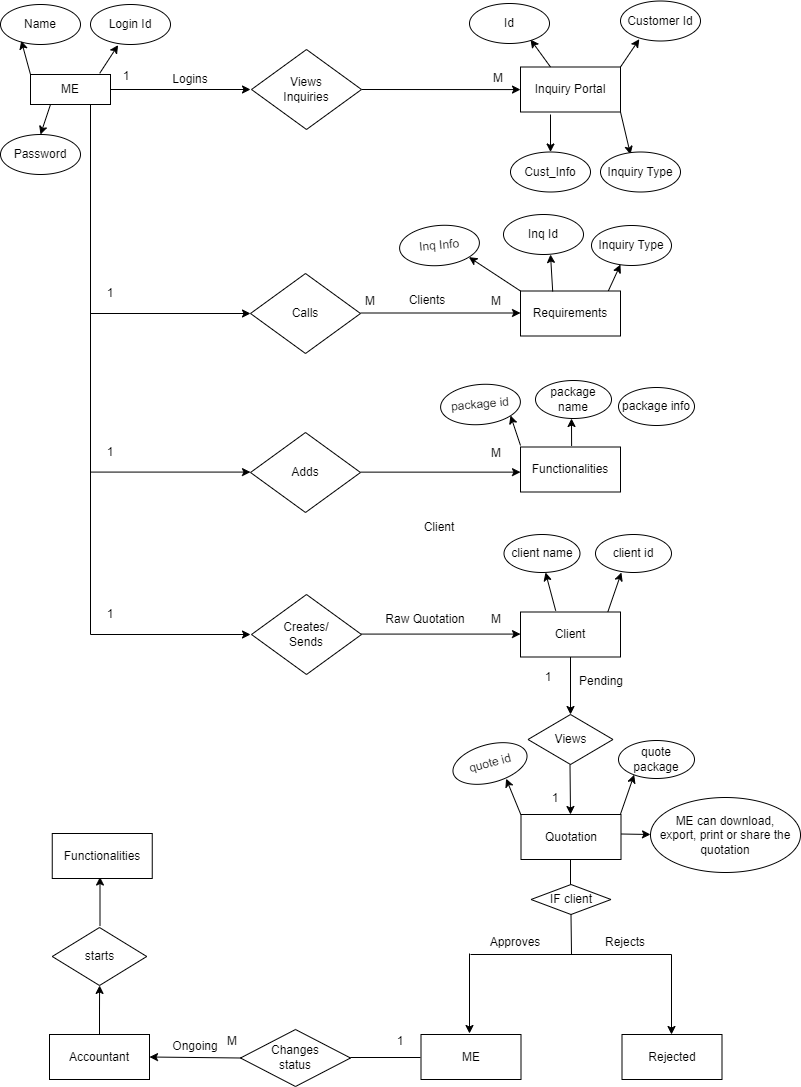 Name
Login Id
Id
Customer Id
ME
1
Logins
Views
Inquiries
M
Inquiry Portal
Password
Cust_Info
Inquiry Type
Inq Info
Inq Id
Inquiry Type
1
Calls
M
Clients
M
Requirements
package id
package
name
package info
1
Adds
M
Functionalities
Client
client name
client id
1
Creates/
Sends
Raw Quotation
M
Client
1
Pending
Views
quote id
quote
package
1
Quotation
ME can download,
export, print or share the
quotation
Functionalities
IF client
Approves
Rejects
starts
Accountant
Ongoing
M
Changes
status
1
ME
Rejected